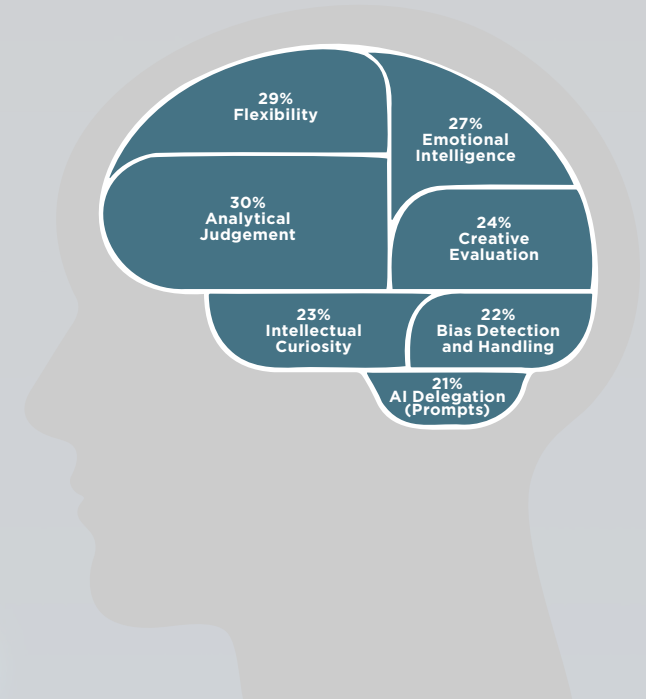 29%
Flexibility
27%
Emotional
Intelligence
30%
Analytical
Judgement
24%
Creative
Evaluation
23%
Intellectual
Curiosity
22%
Bias Detection
and Handling
21%
AI Delegation
(Prompts)